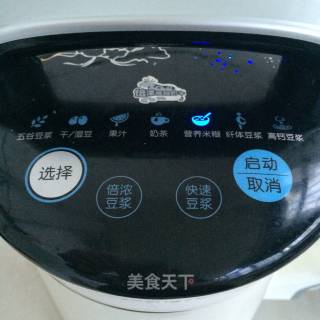 五谷豆浆 干/湿豆 果汁 奶茶 营养米糊 纤体豆浆 高钙豆浆
选择
倍浓
豆浆
快速
豆浆
启动
取消
美食天下